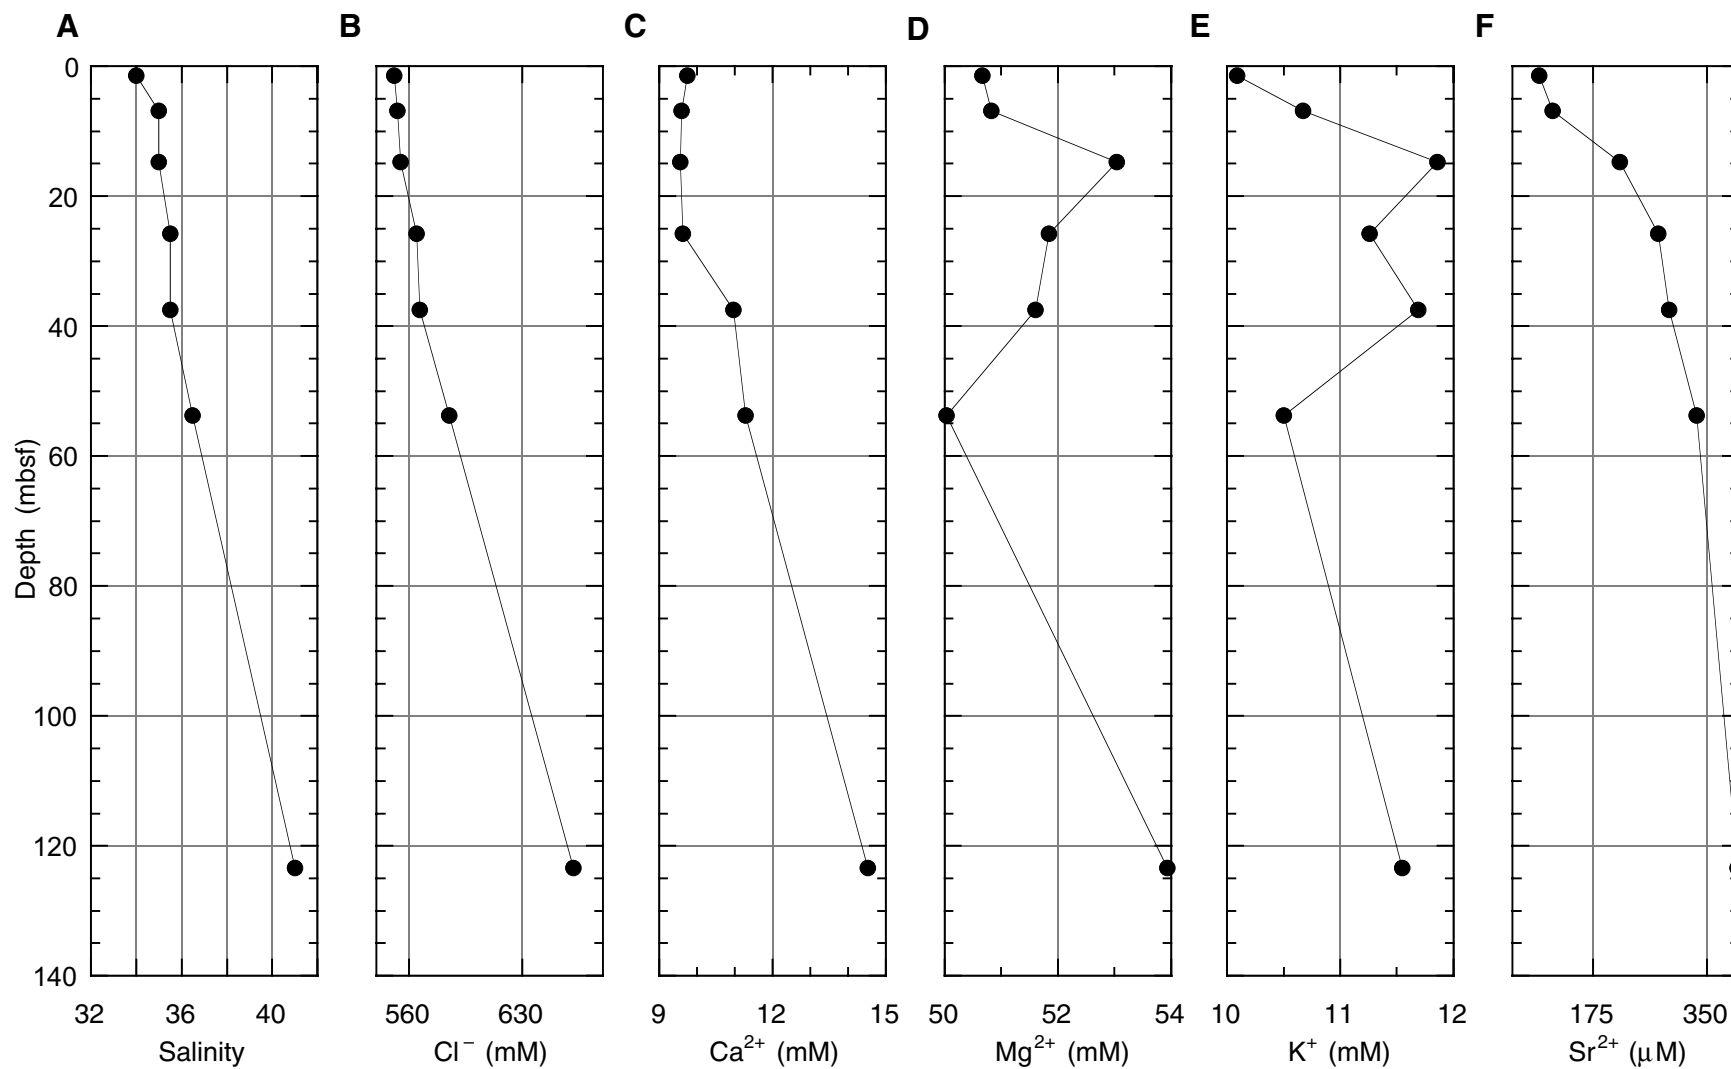 A B C D E F
0
20
40
60
80
100
120
140
Depth (mbsf)
32 36 40 560 630 9 12 15 50 52 54 10 11 12 175 350
Salinity Cl⁻ (mM) Ca²⁺ (mM) Mg²⁺ (mM) K⁺ (mM) Sr²⁺ (μM)